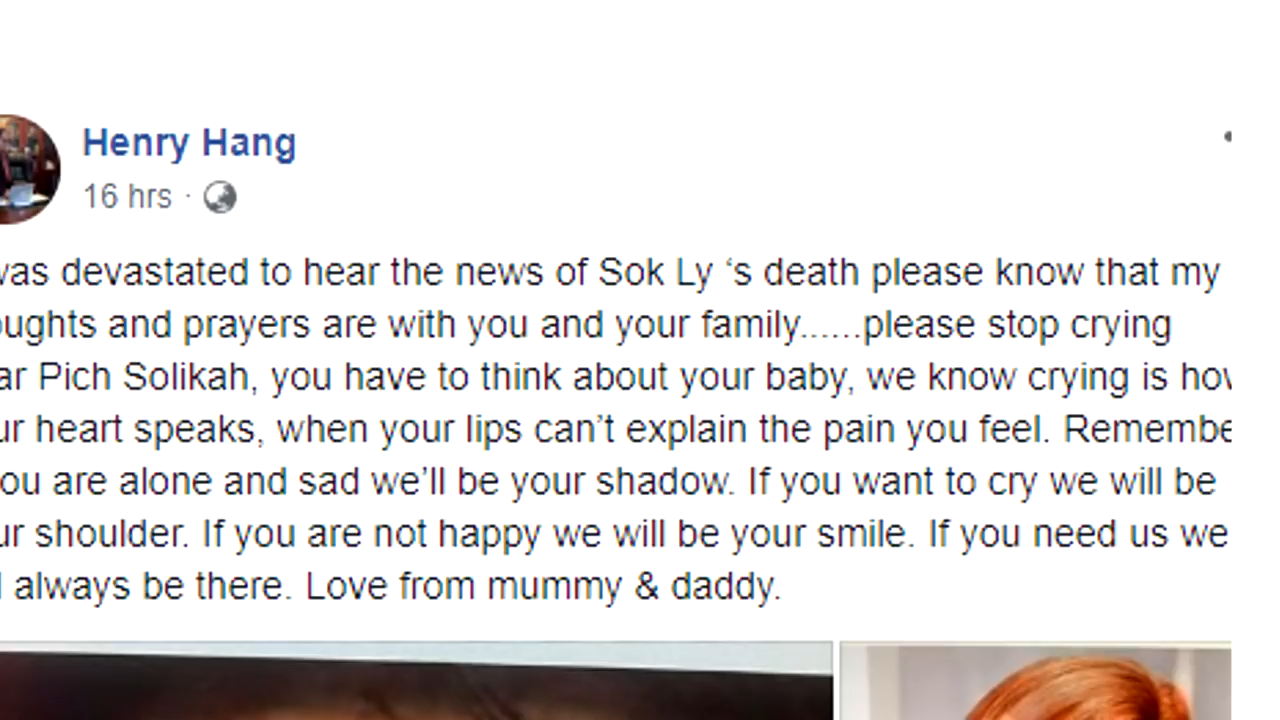 Henry Hang
16 hrs ·
was devastated to hear the news of Sok Ly ‘s death please know that my
oughts and prayers are with you and your family......please stop crying
ar Pich Solikah, you have to think about your baby, we know crying is how
ur heart speaks, when your lips can’t explain the pain you feel. Remembe
ou are alone and sad we’ll be your shadow. If you want to cry we will be
ur shoulder. If you are not happy we will be your smile. If you need us we
l always be there. Love from mummy & daddy.